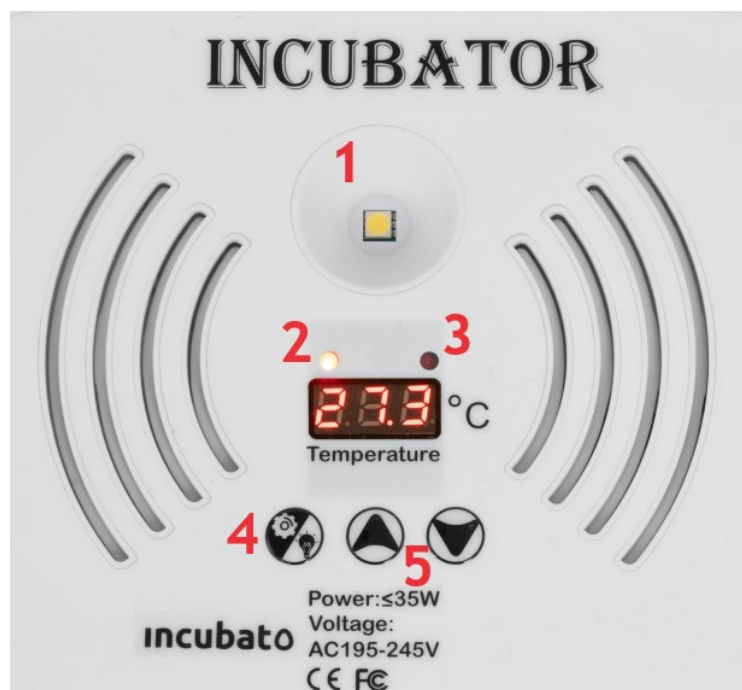 INCUBATOR
1
2
3
27.3 °C
Temperature
4
5
Power:≤35W
incubato
Voltage:
AC195-245V
CE FC